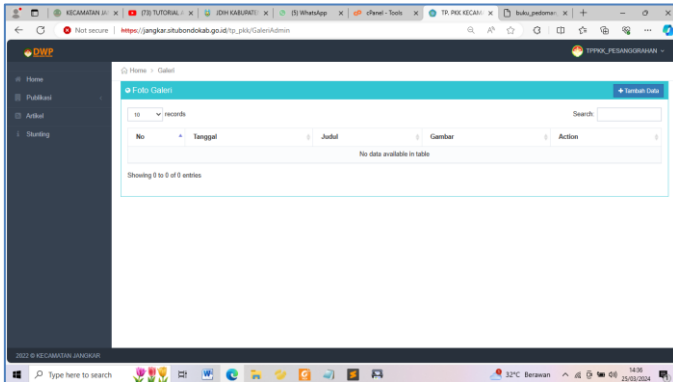 KECAMATAN JA
(73) TUTORIAL
JDIH KABUPATE
(5) WhatsApp
cPanel - Tools
TP. PKK KECAM
buku_pedoman
Not secure | https://jangkar.situbondokab.go.id/tp_pkk/GaleriAdmin
DWP
TPPKK_PESANGGRAHAN
Home
Publikasi
Artikel
Stunting
Home > Galeri
Foto Galeri
+ Tambah Data
10 records
Search:
No Tanggal Judul Gambar Action
No data available in table
Showing 0 to 0 of 0 entries
2022 © KECAMATAN JANGKAR
Type here to search
32°C Berawan
14:36
25/03/2024